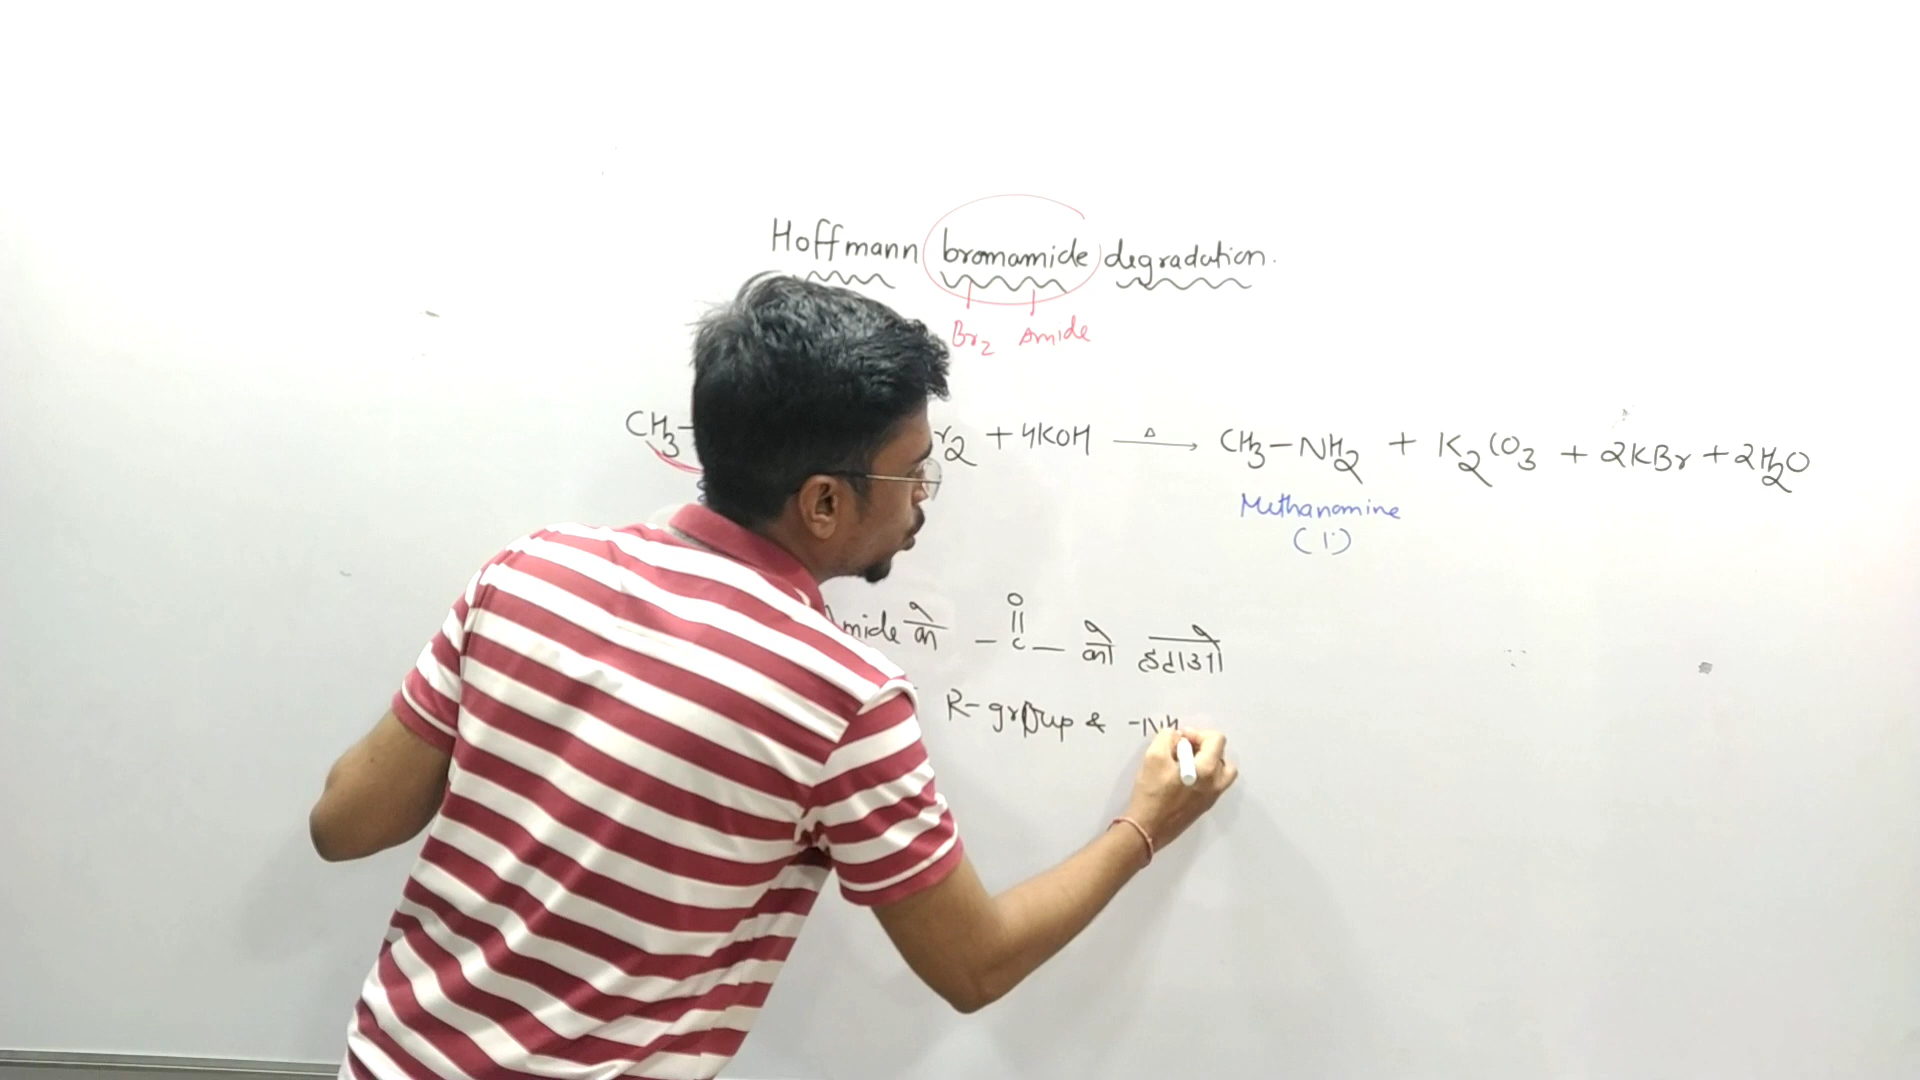 Hoffmann bromamide degradation.
Br2 Amide
CH3- r2 + 4KOH Δ→ CH3-NH2 + K2CO3 + 2KBr + 2H2O
Methanamine
(1°)
Amide के -C- को हटाओ
O
R-group & -NH